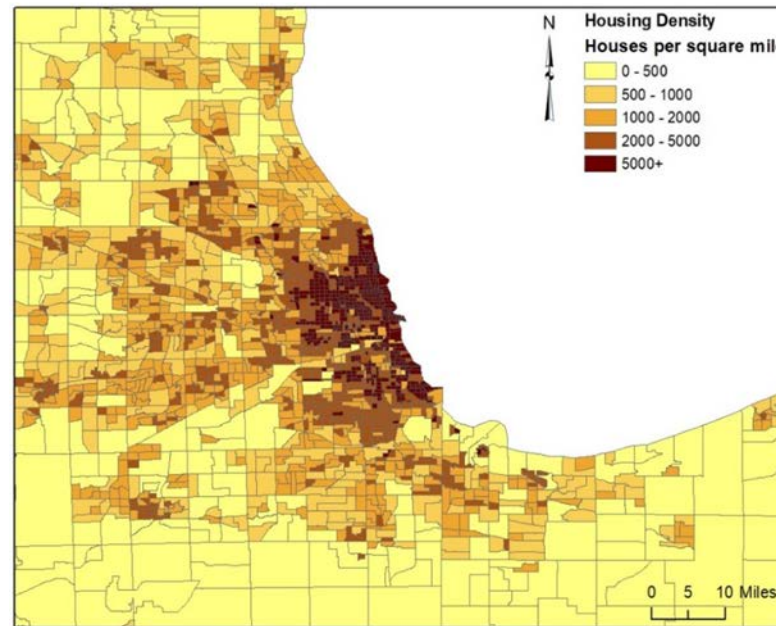 N
Housing Density
Houses per square mil
0 - 500
500 - 1000
1000 - 2000
2000 - 5000
5000+
0 5 10 Miles